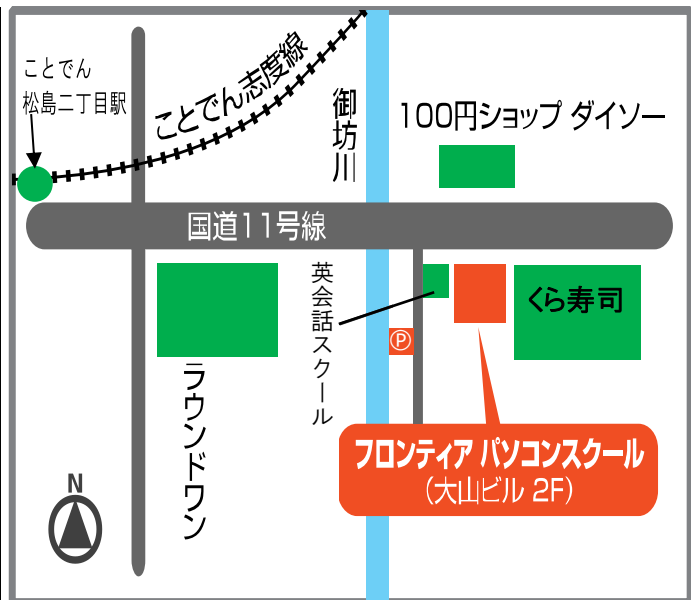 ことでん
松島二丁目駅
ことでん志度線
御坊川
100円ショップ ダイソー
国道11号線
英会話スクール
くら寿司
P
ラウンドワン
フロンティア パソコンスクール
（大山ビル 2F）
N